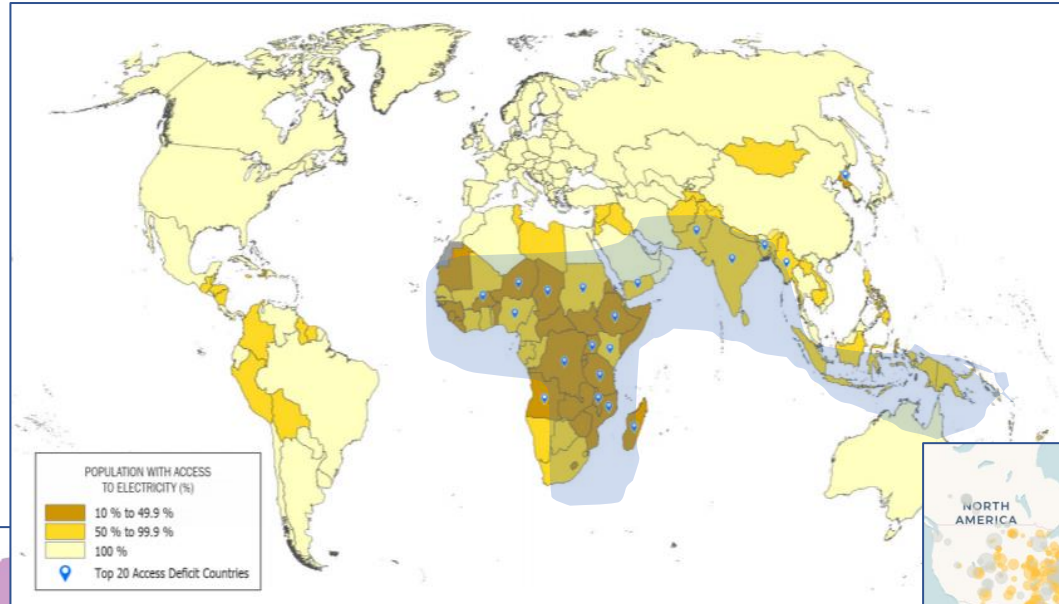 POPULATION WITH ACCESS
TO ELECTRICITY (%)
10 % to 49.9 %
50 % to 99.9 %
100 %
Top 20 Access Deficit Countries
NORTH
AMERICA